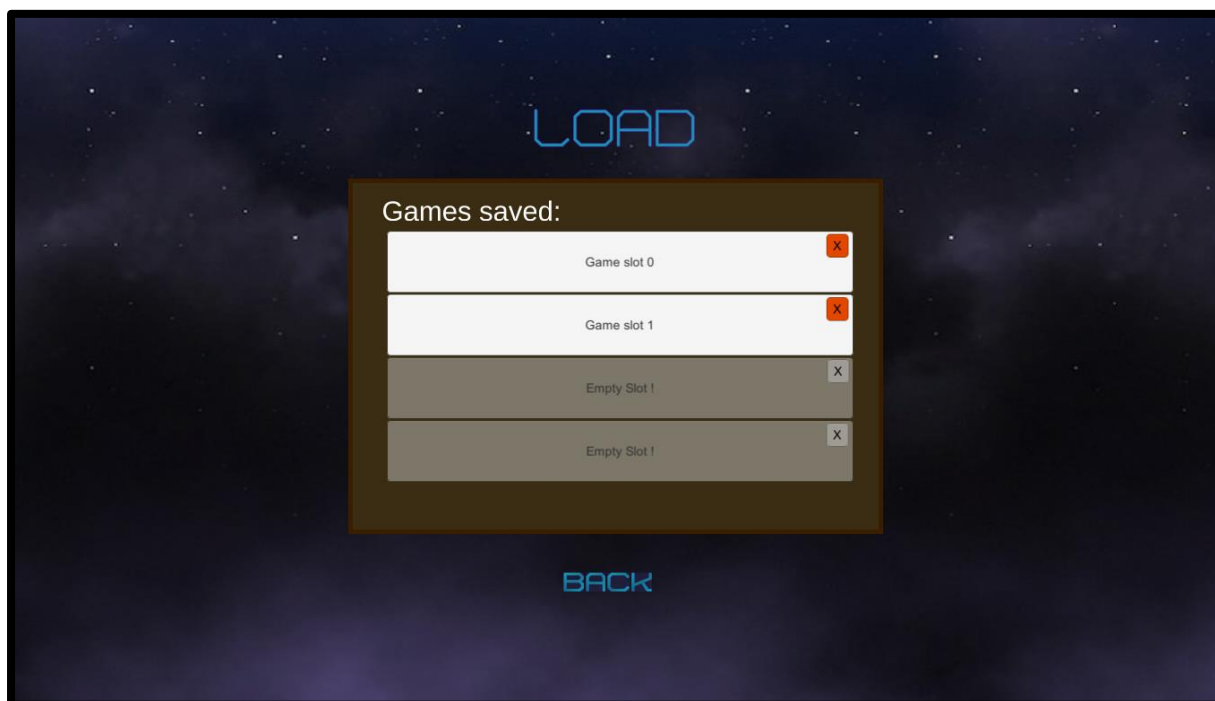 LOAD
Games saved:
X
Game slot 0
X
Game slot 1
X
Empty Slot !
X
Empty Slot !
BACK